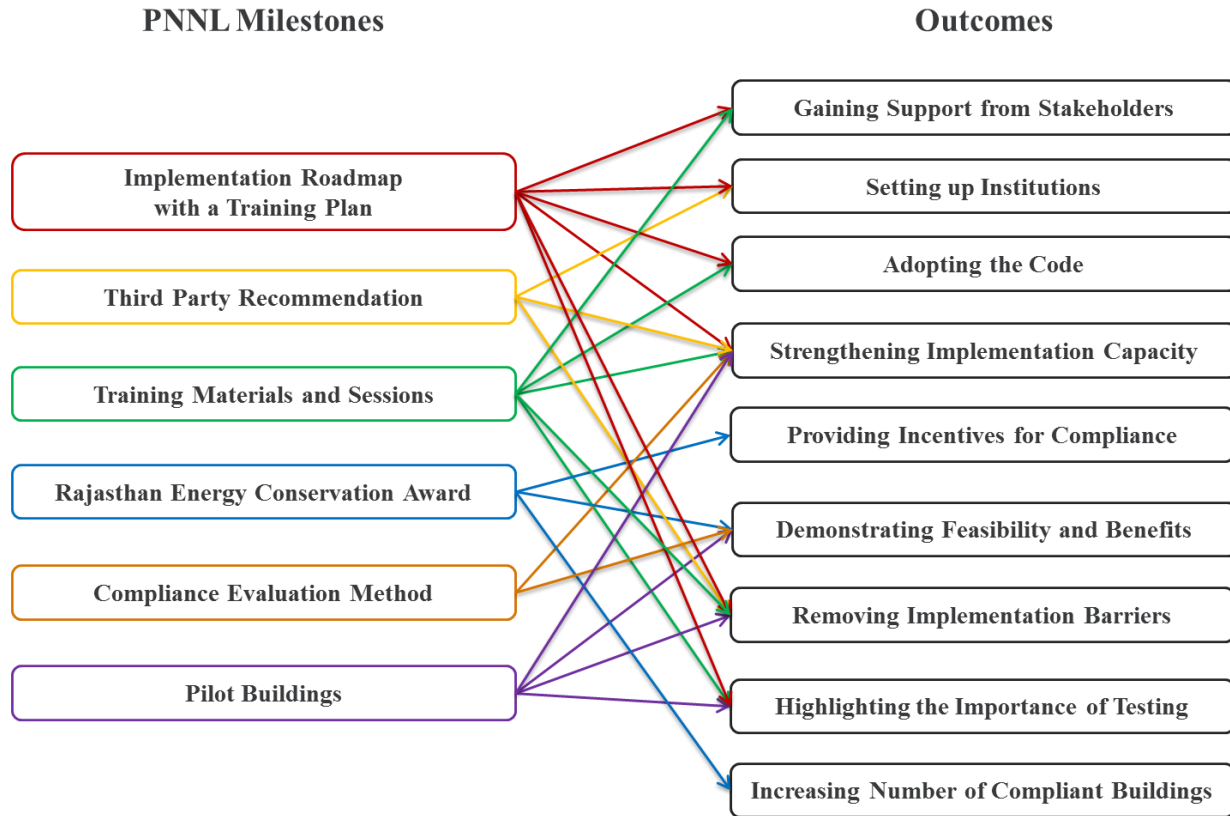 PNNL Milestones
Implementation Roadmap
with a Training Plan
Third Party Recommendation
Training Materials and Sessions
Rajasthan Energy Conservation Award
Compliance Evaluation Method
Pilot Buildings
Outcomes
Gaining Support from Stakeholders
Setting up Institutions
Adopting the Code
Strengthening Implementation Capacity
Providing Incentives for Compliance
Demonstrating Feasibility and Benefits
Removing Implementation Barriers
Highlighting the Importance of Testing
Increasing Number of Compliant Buildings